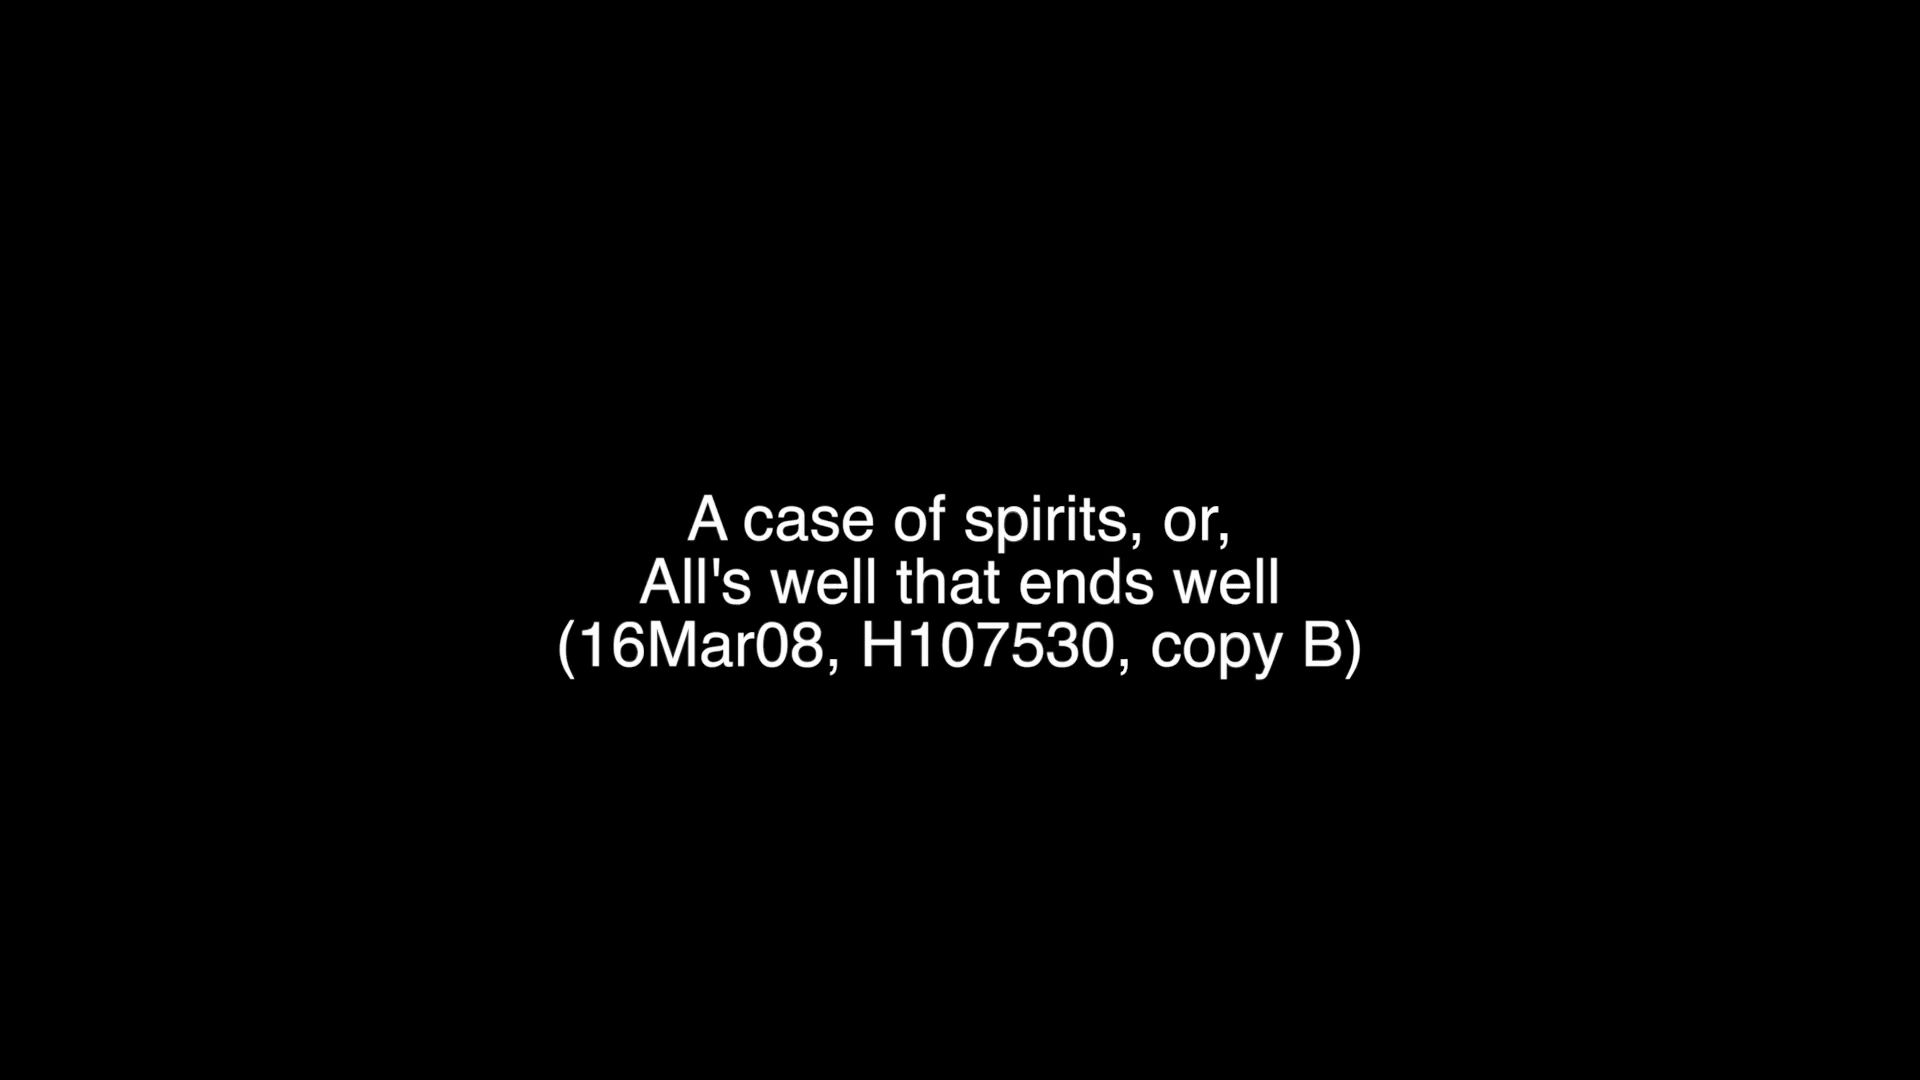 A case of spirits, or,
All's well that ends well
(16Mar08, H107530, copy B)